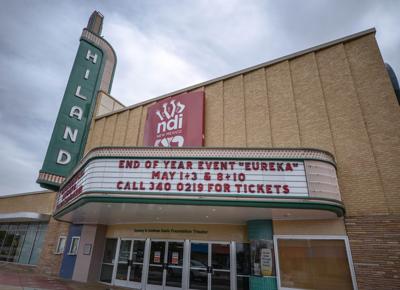 HILAND
ndi
NEW MEXICO
END OF YEAR EVENT "EUREKA"
MAY 1+3 & 8+10
CALL 340 0219 FOR TICKETS